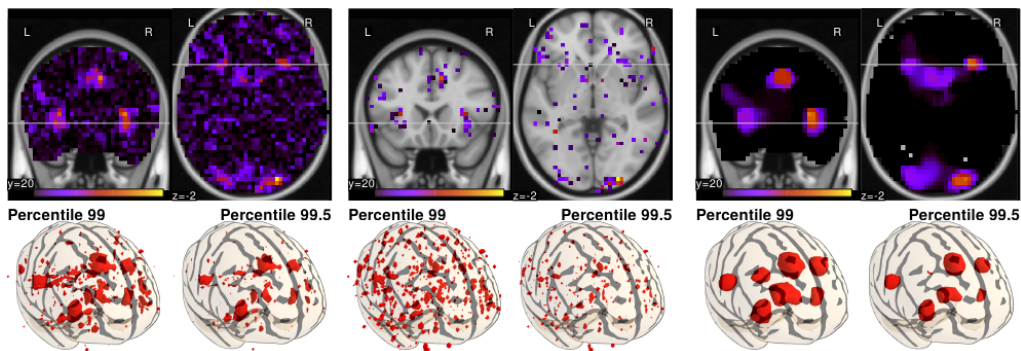 L R L R L R L R L R L R
y=20 z=-2 y=20 z=-2 y=20 z=-2
Percentile 99 Percentile 99.5 Percentile 99 Percentile 99.5 Percentile 99 Percentile 99.5